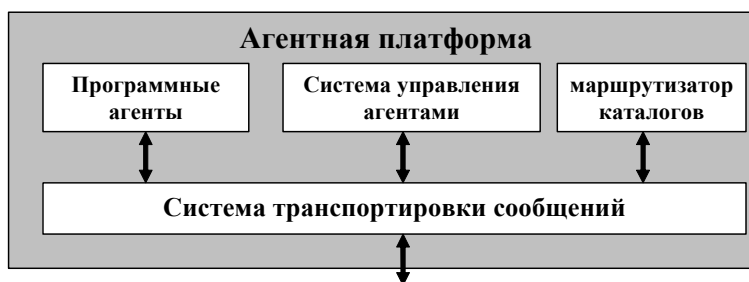 Агентная платформа
Программные
агенты
Система управления
агентами
маршрутизатор
каталогов
Система транспортировки сообщений